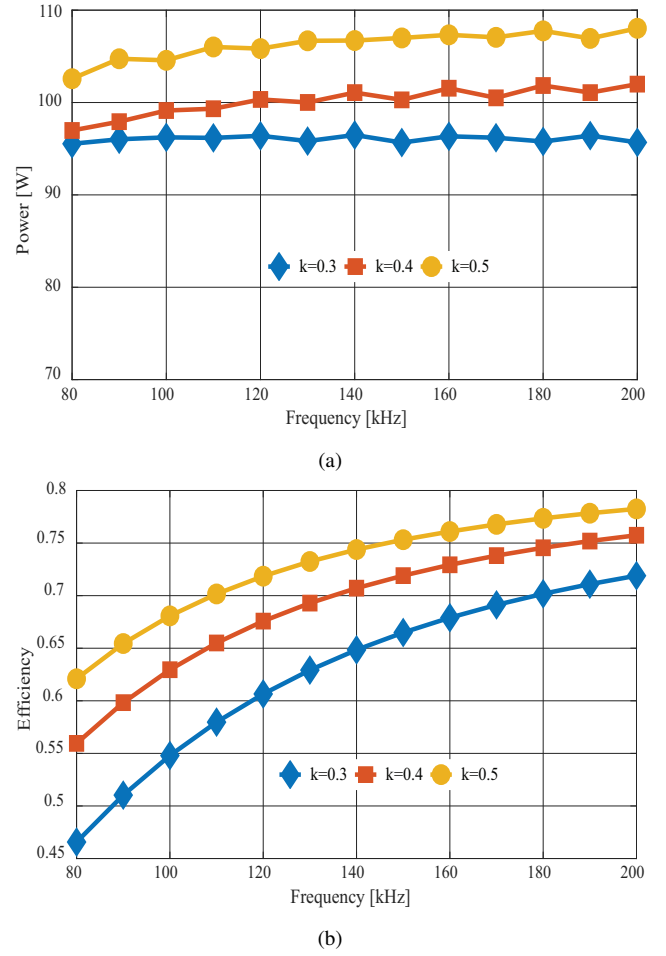 110
100
90
80
70
Power [W]
k=0.3 k=0.4 k=0.5
80 100 120 140 160 180 200
Frequency [kHz]
(a)
0.8
0.75
0.7
0.65
0.6
0.55
0.5
0.45
Efficiency
k=0.3 k=0.4 k=0.5
80 100 120 140 160 180 200
Frequency [kHz]
(b)